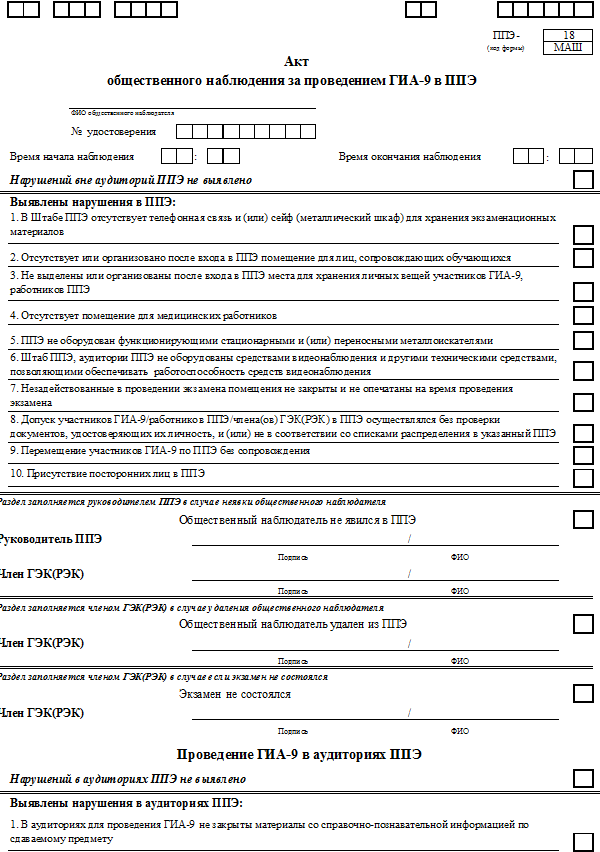 ППЭ - 18
(код формы) МАШ
Акт
общественного наблюдения за проведением ГИА-9 в ППЭ
ФИО общественного наблюдателя
№ удостоверения
Время начала наблюдения : Время окончания наблюдения :
Нарушений вне аудиторий ППЭ не выявлено
Выявлены нарушения в ППЭ:
1. В Штабе ППЭ отсутствует телефонная связь и (или) сейф (металлический шкаф) для хранения экзаменационных
материалов
2. Отсутствует или организовано после входа в ППЭ помещение для лиц, сопровождающих обучающихся
3. Не выделены или организованы после входа в ППЭ места для хранения личных вещей участников ГИА-9,
работников ППЭ
4. Отсутствует помещение для медицинских работников
5. ППЭ не оборудован функционирующими стационарными и (или) переносными металлоискателями
6. Штаб ППЭ, аудитории ППЭ не оборудованы средствами видеонаблюдения и другими техническими средствами,
позволяющими обеспечивать работоспособность средств видеонаблюдения
7. Незадействованные в проведении экзамена помещения не закрыты и не опечатаны на время проведения
экзамена
8. Допуск участников ГИА-9/работников ППЭ/члена(ов) ГЭК(РЭК) в ППЭ осуществлялся без проверки
документов, удостоверяющих их личность, и (или) не в соответствии со списками распределения в указанный ППЭ
9. Перемещение участников ГИА-9 по ППЭ без сопровождения
10. Присутствие посторонних лиц в ППЭ
Раздел заполняется руководителем ППЭ в случае неявки общественного наблюдателя
Общественный наблюдатель не явился в ППЭ
Руководитель ППЭ /
Подпись ФИО
Член ГЭК(РЭК) /
Подпись ФИО
Раздел заполняется членом ГЭК(РЭК) в случае удаления общественного наблюдателя
Общественный наблюдатель удален из ППЭ
Член ГЭК(РЭК) /
Подпись ФИО
Раздел заполняется членом ГЭК(РЭК) в случае если экзамен не состоялся
Экзамен не состоялся
Член ГЭК(РЭК) /
Подпись ФИО
Проведение ГИА-9 в аудиториях ППЭ
Нарушений в аудиториях ППЭ не выявлено
Выявлены нарушения в аудиториях ППЭ:
1. В аудиториях для проведения ГИА-9 не закрыты материалы со справочно-познавательной информацией по
сдаваемому предмету